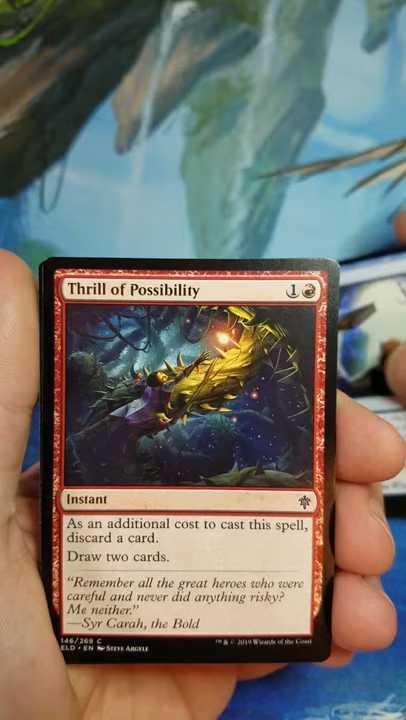 Thrill of Possibility 1
Instant
As an additional cost to cast this spell,
discard a card.
Draw two cards.
“Remember all the great heroes who were
careful and never did anything risky?
Me neither.”
—Syr Carah, the Bold
146/269 C
ELD • EN Steve Argyle
™ & © 2019 Wizards of the Coast